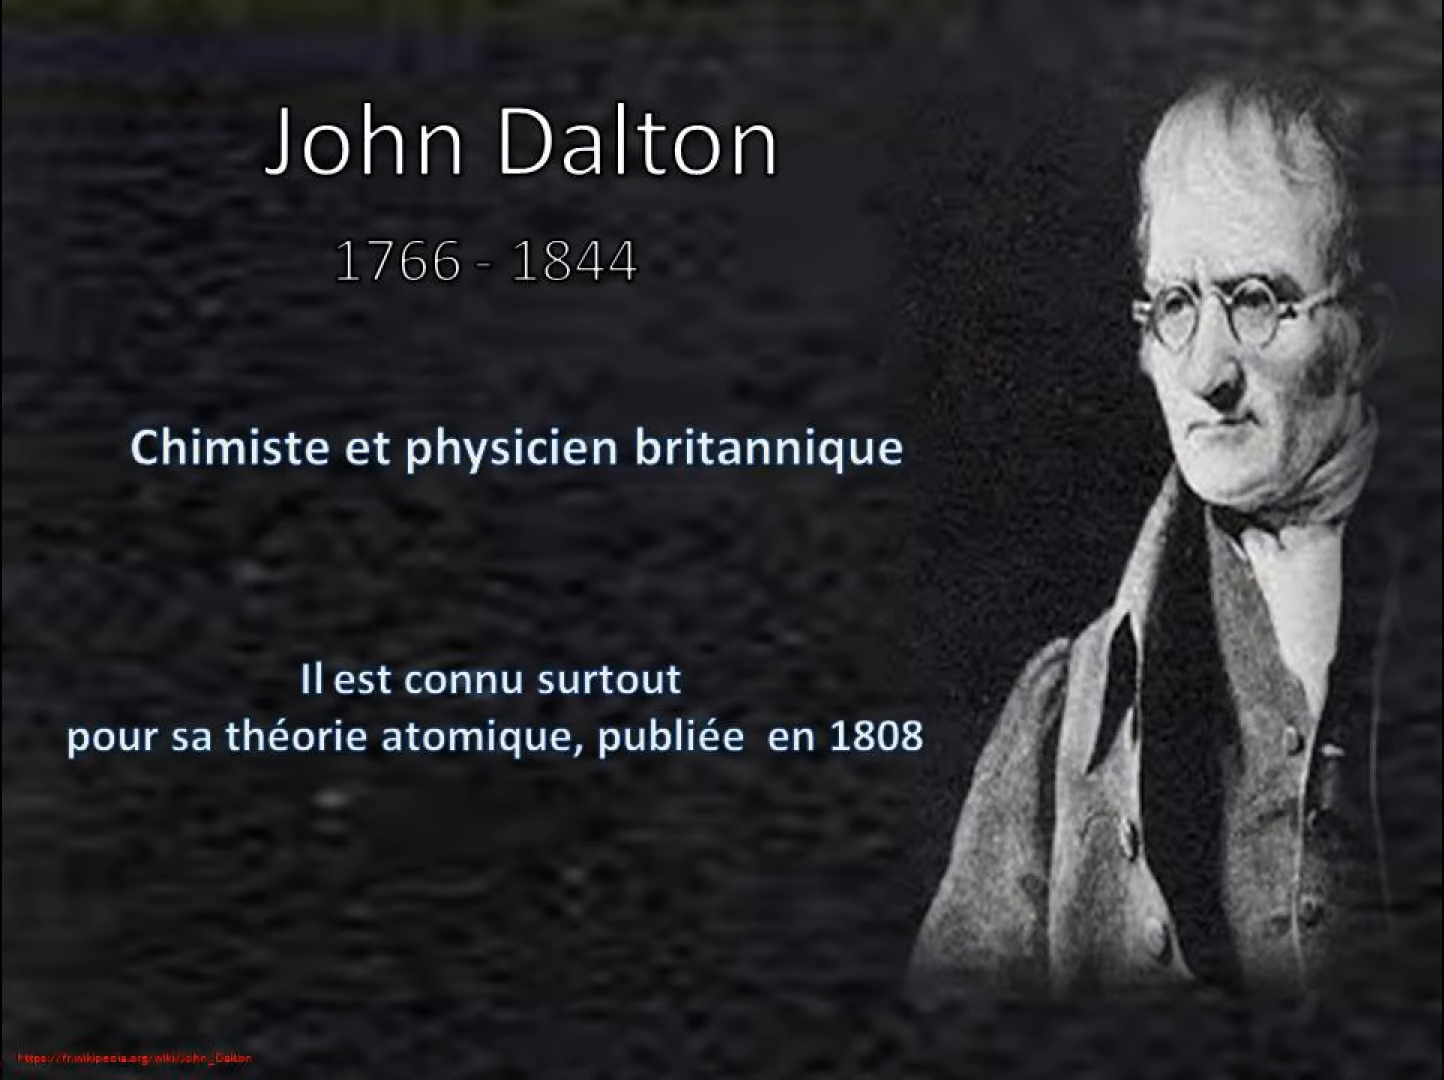 John Dalton
1766 - 1844
Chimiste et physicien britannique
Il est connu surtout
pour sa théorie atomique, publiée en 1808
https://fr.wikipedia.org/wiki/John_Dalton